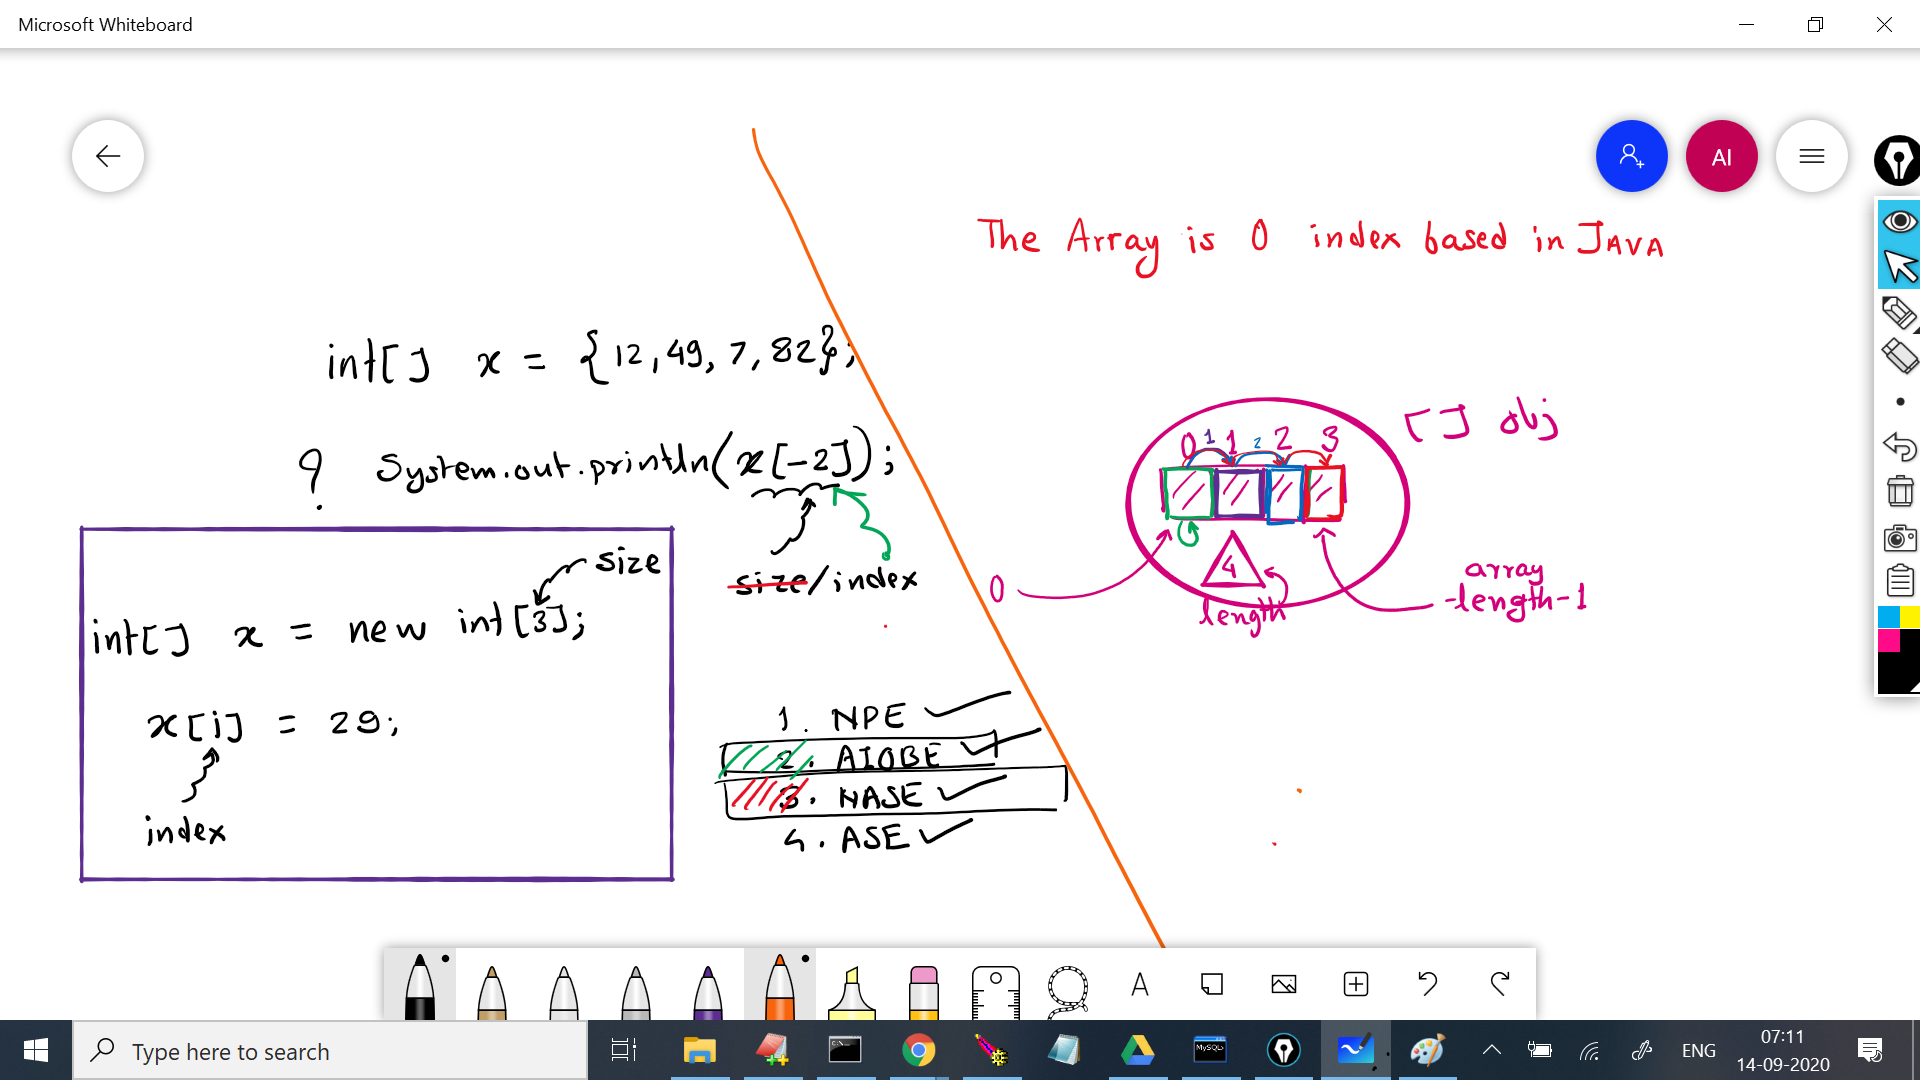 Microsoft Whiteboard
AI
The Array is 0 index based in JAVA
int[] x = {12, 49, 7, 82};
? System.out.println(x[-2]);
size/index
size
int[] x = new int[3];
x[i] = 29;
index
1. NPE
2. AIOBE
3. NASE
4. ASE
[] obj
0 1 1 2 2 3
4
length
0
array
-length-1
A
Type here to search
C:\
MySQL
ENG
07:11
14-09-2020